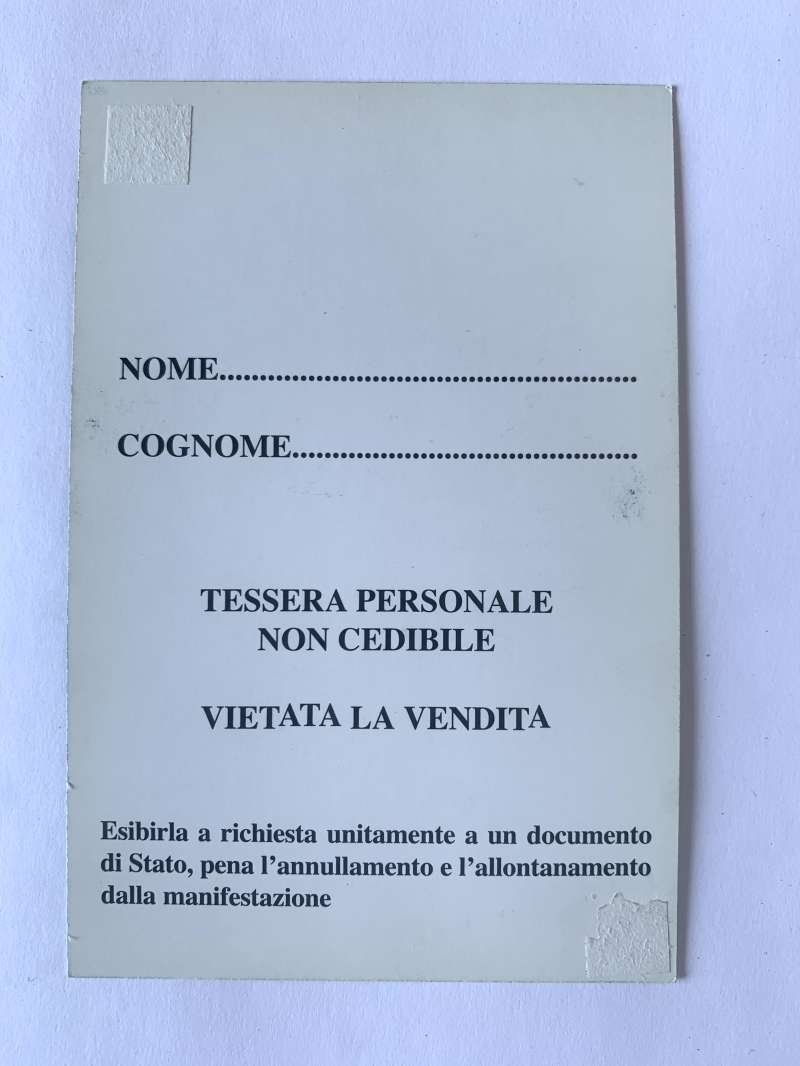 NOME....................................................
COGNOME...........................................
TESSERA PERSONALE
NON CEDIBILE
VIETATA LA VENDITA
Esibirla a richiesta unitamente a un documento
di Stato, pena l'annullamento e l'allontanamento
dalla manifestazione